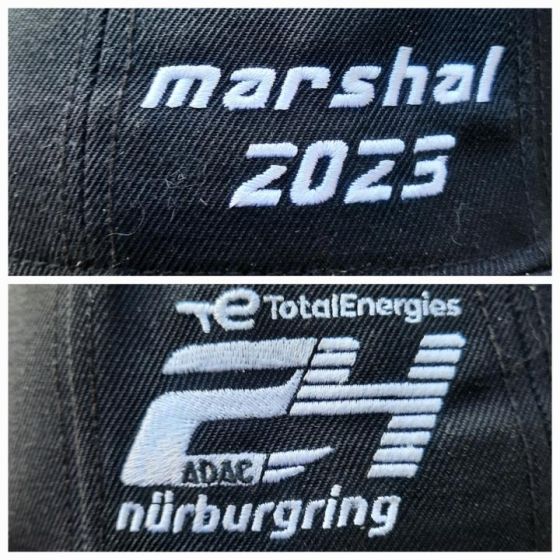 marshal
2023
TotalEnergies
24
ADAC
nürburgring